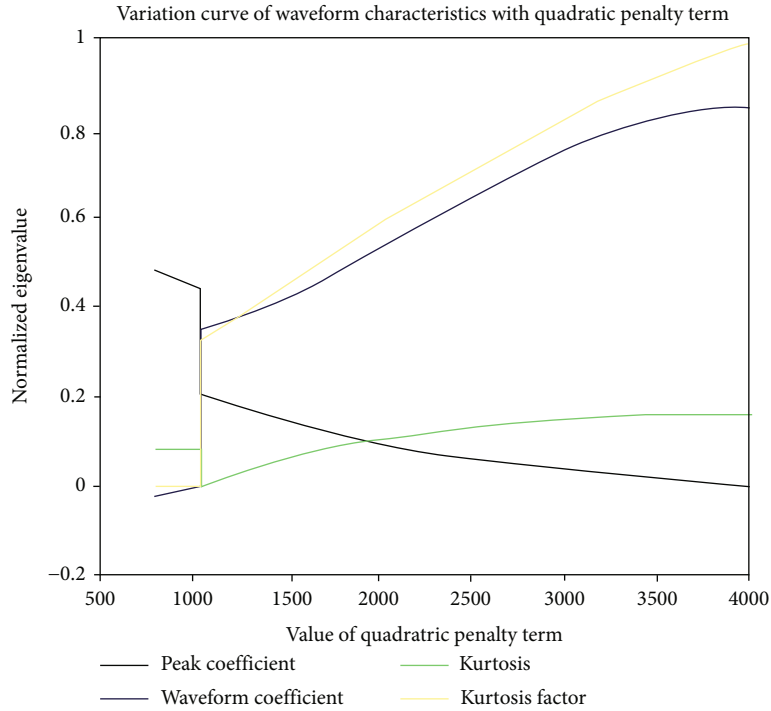 Variation curve of waveform characteristics with quadratic penalty term
1
0.8
0.6
0.4
0.2
0
−0.2
Normalized eigenvalue
500 1000 1500 2000 2500 3000 3500 4000
Value of quadratric penalty term
Peak coefficient Kurtosis
Waveform coefficient Kurtosis factor